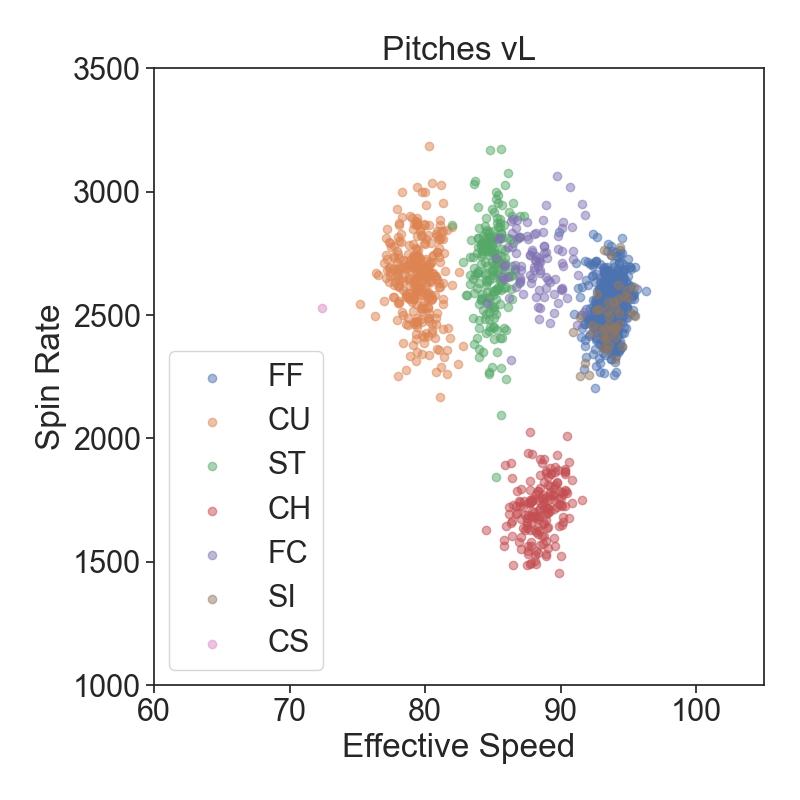 Pitches vL
3500
3000
2500
2000
1500
1000
Spin Rate
FF
CU
ST
CH
FC
SI
CS
60 70 80 90 100
Effective Speed